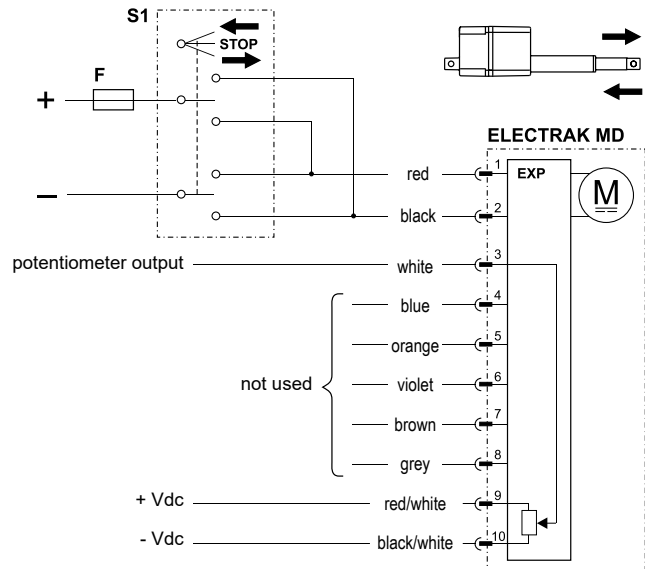 S1
STOP
F
+
–
ELECTRAK MD
EXP
M
red 1
black 2
potentiometer output white 3
blue 4
orange 5
not used violet 6
brown 7
grey 8
+ Vdc red/white 9
- Vdc black/white 10